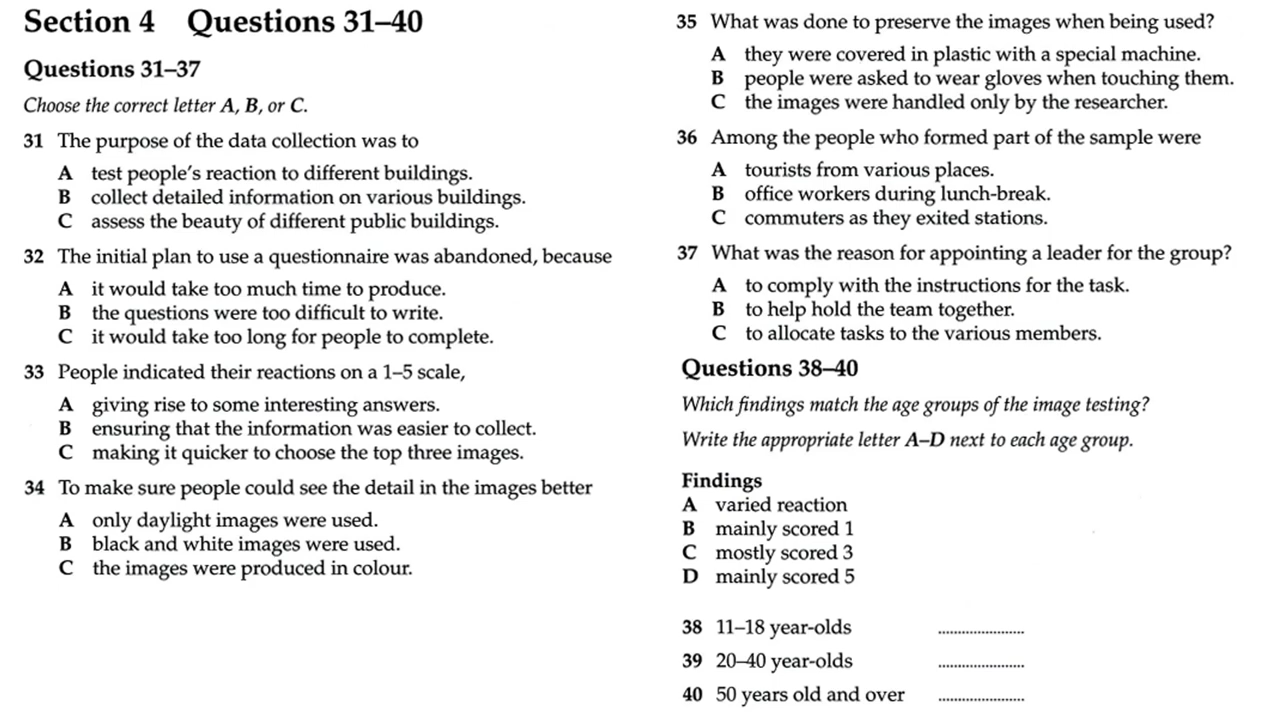 Section 4 Questions 31–40
Questions 31–37
Choose the correct letter A, B, or C.
31 The purpose of the data collection was to
A test people's reaction to different buildings.
B collect detailed information on various buildings.
C assess the beauty of different public buildings.
32 The initial plan to use a questionnaire was abandoned, because
A it would take too much time to produce.
B the questions were too difficult to write.
C it would take too long for people to complete.
33 People indicated their reactions on a 1–5 scale,
A giving rise to some interesting answers.
B ensuring that the information was easier to collect.
C making it quicker to choose the top three images.
34 To make sure people could see the detail in the images better
A only daylight images were used.
B black and white images were used.
C the images were produced in colour.
35 What was done to preserve the images when being used?
A they were covered in plastic with a special machine.
B people were asked to wear gloves when touching them.
C the images were handled only by the researcher.
36 Among the people who formed part of the sample were
A tourists from various places.
B office workers during lunch-break.
C commuters as they exited stations.
37 What was the reason for appointing a leader for the group?
A to comply with the instructions for the task.
B to help hold the team together.
C to allocate tasks to the various members.
Questions 38–40
Which findings match the age groups of the image testing?
Write the appropriate letter A–D next to each age group.
Findings
A varied reaction
B mainly scored 1
C mostly scored 3
D mainly scored 5
38 11–18 year-olds ......................
39 20–40 year-olds ......................
40 50 years old and over ......................